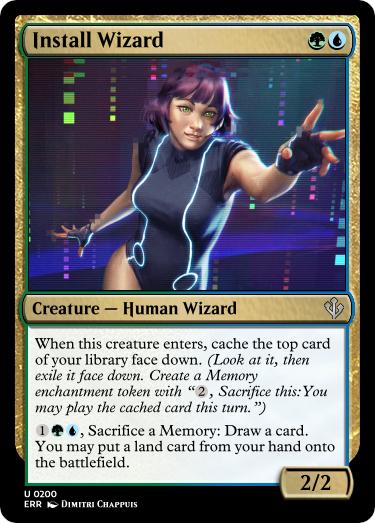 Install Wizard
Creature — Human Wizard
When this creature enters, cache the top card
of your library face down. (Look at it, then
exile it face down. Create a Memory
enchantment token with “2, Sacrifice this: You
may play the cached card this turn.”)
1, Sacrifice a Memory: Draw a card.
You may put a land card from your hand onto
the battlefield.
2/2
U 0200
ERR Dimitri Chappuis